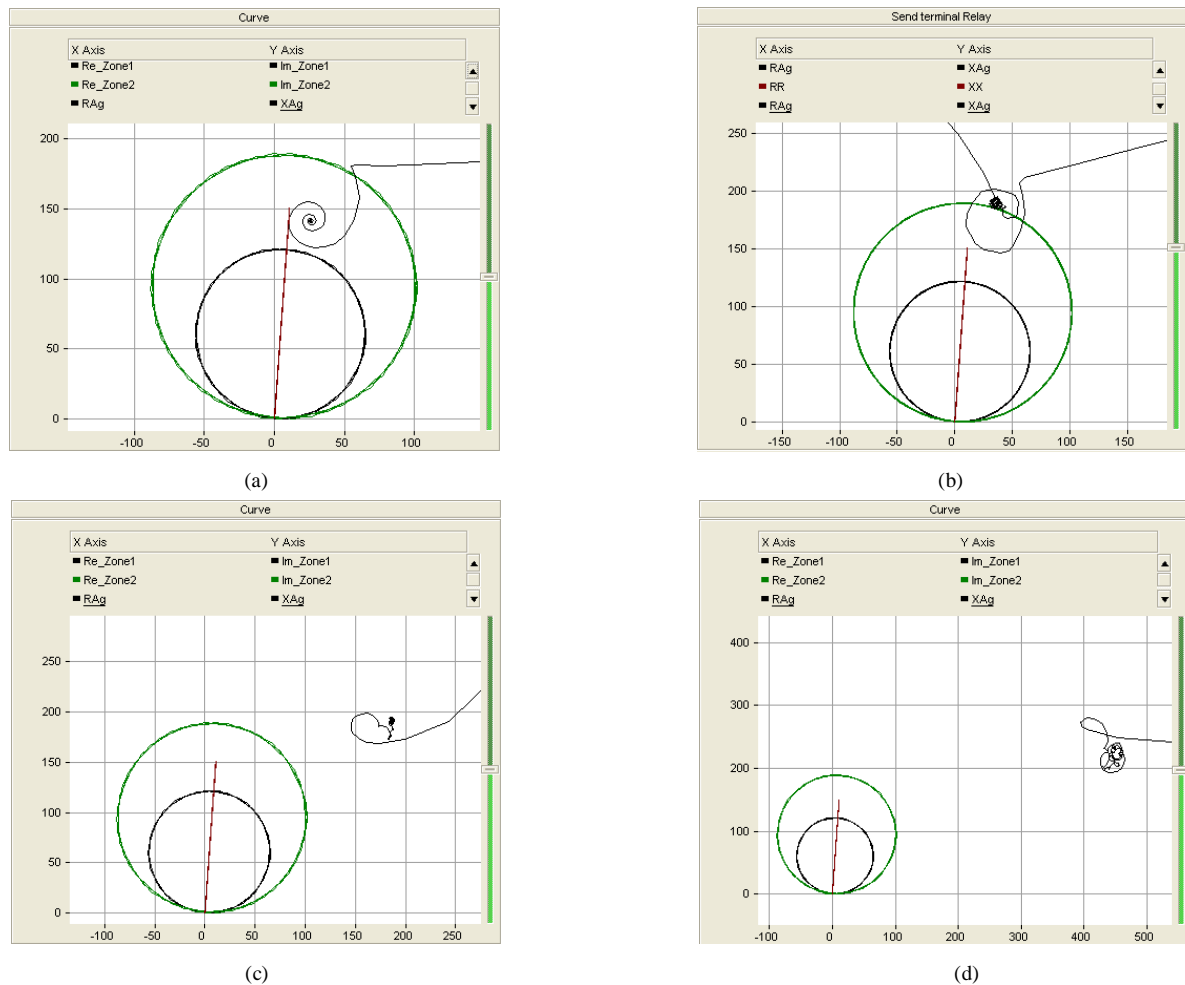 Curve
X Axis Y Axis
Re_Zone1 Im_Zone1
Re_Zone2 Im_Zone2
RAg XAg
200
150
100
50
0
-100 -50 0 50 100
(a)
Send terminal Relay
X Axis Y Axis
RAg XAg
RR XX
RAg XAg
250
200
150
100
50
0
-150 -100 -50 0 50 100 150
(b)
Curve
X Axis Y Axis
Re_Zone1 Im_Zone1
Re_Zone2 Im_Zone2
RAg XAg
250
200
150
100
50
0
-100 -50 0 50 100 150 200 250
(c)
Curve
X Axis Y Axis
Re_Zone1 Im_Zone1
Re_Zone2 Im_Zone2
RAg XAg
400
300
200
100
0
-100 0 100 200 300 400 500
(d)